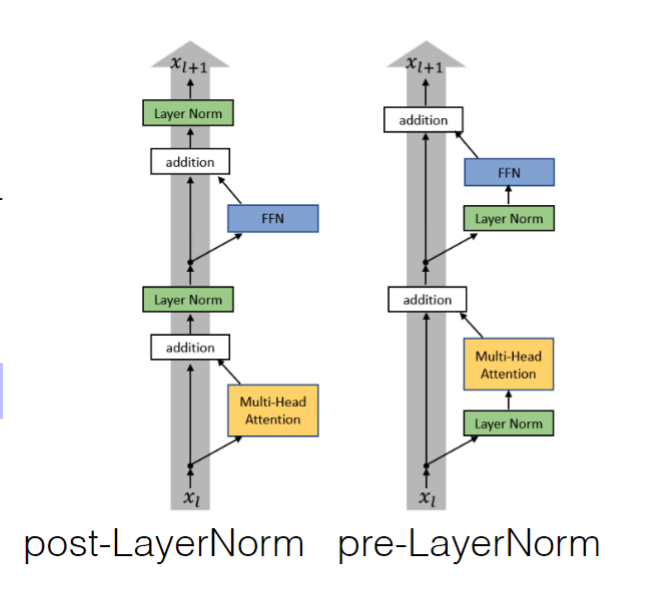 x_{l+1}
Layer Norm
addition
FFN
Layer Norm
addition
Multi-Head
Attention
x_l
post-LayerNorm
x_{l+1}
addition
FFN
Layer Norm
addition
Multi-Head
Attention
Layer Norm
x_l
pre-LayerNorm